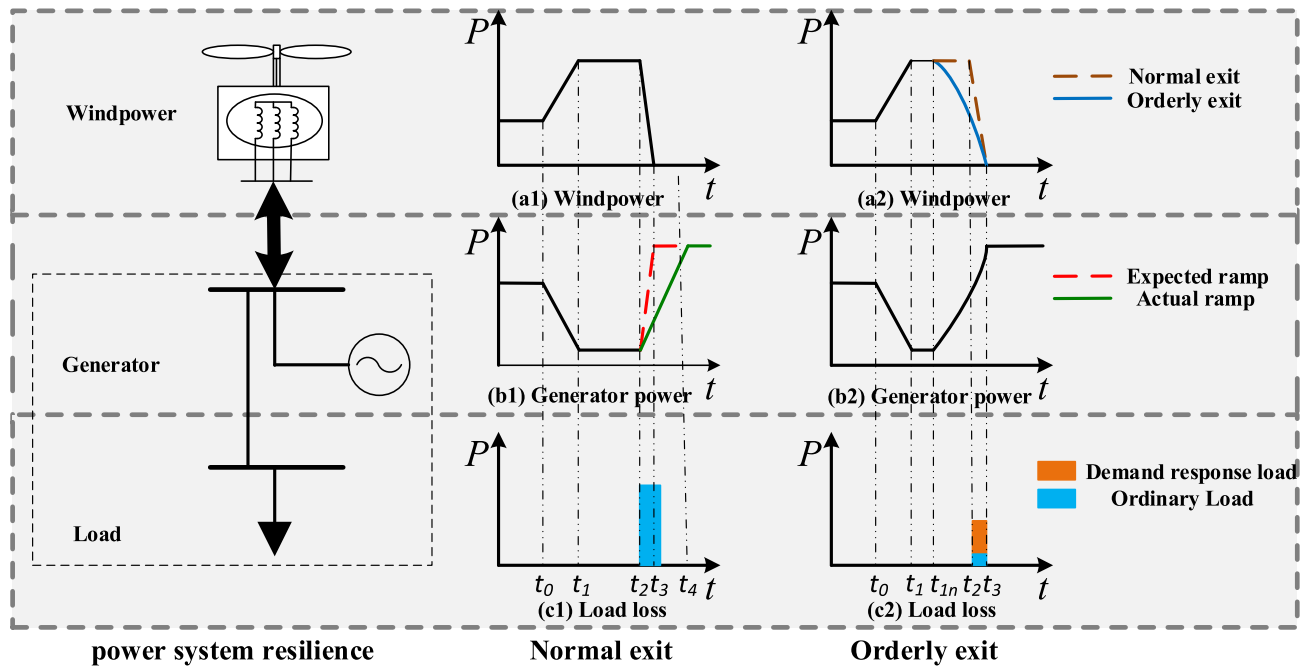 Windpower
P
t
(a1) Windpower
P
t
(a2) Windpower
Normal exit
Orderly exit
Generator
P
t
(b1) Generator power
P
t
(b2) Generator power
Expected ramp
Actual ramp
Load
P
t0 t1 t2 t3 t4 t
(c1) Load loss
P
t0 t1 t1n t2 t3 t
(c2) Load loss
Demand response load
Ordinary Load
power system resilience
Normal exit
Orderly exit